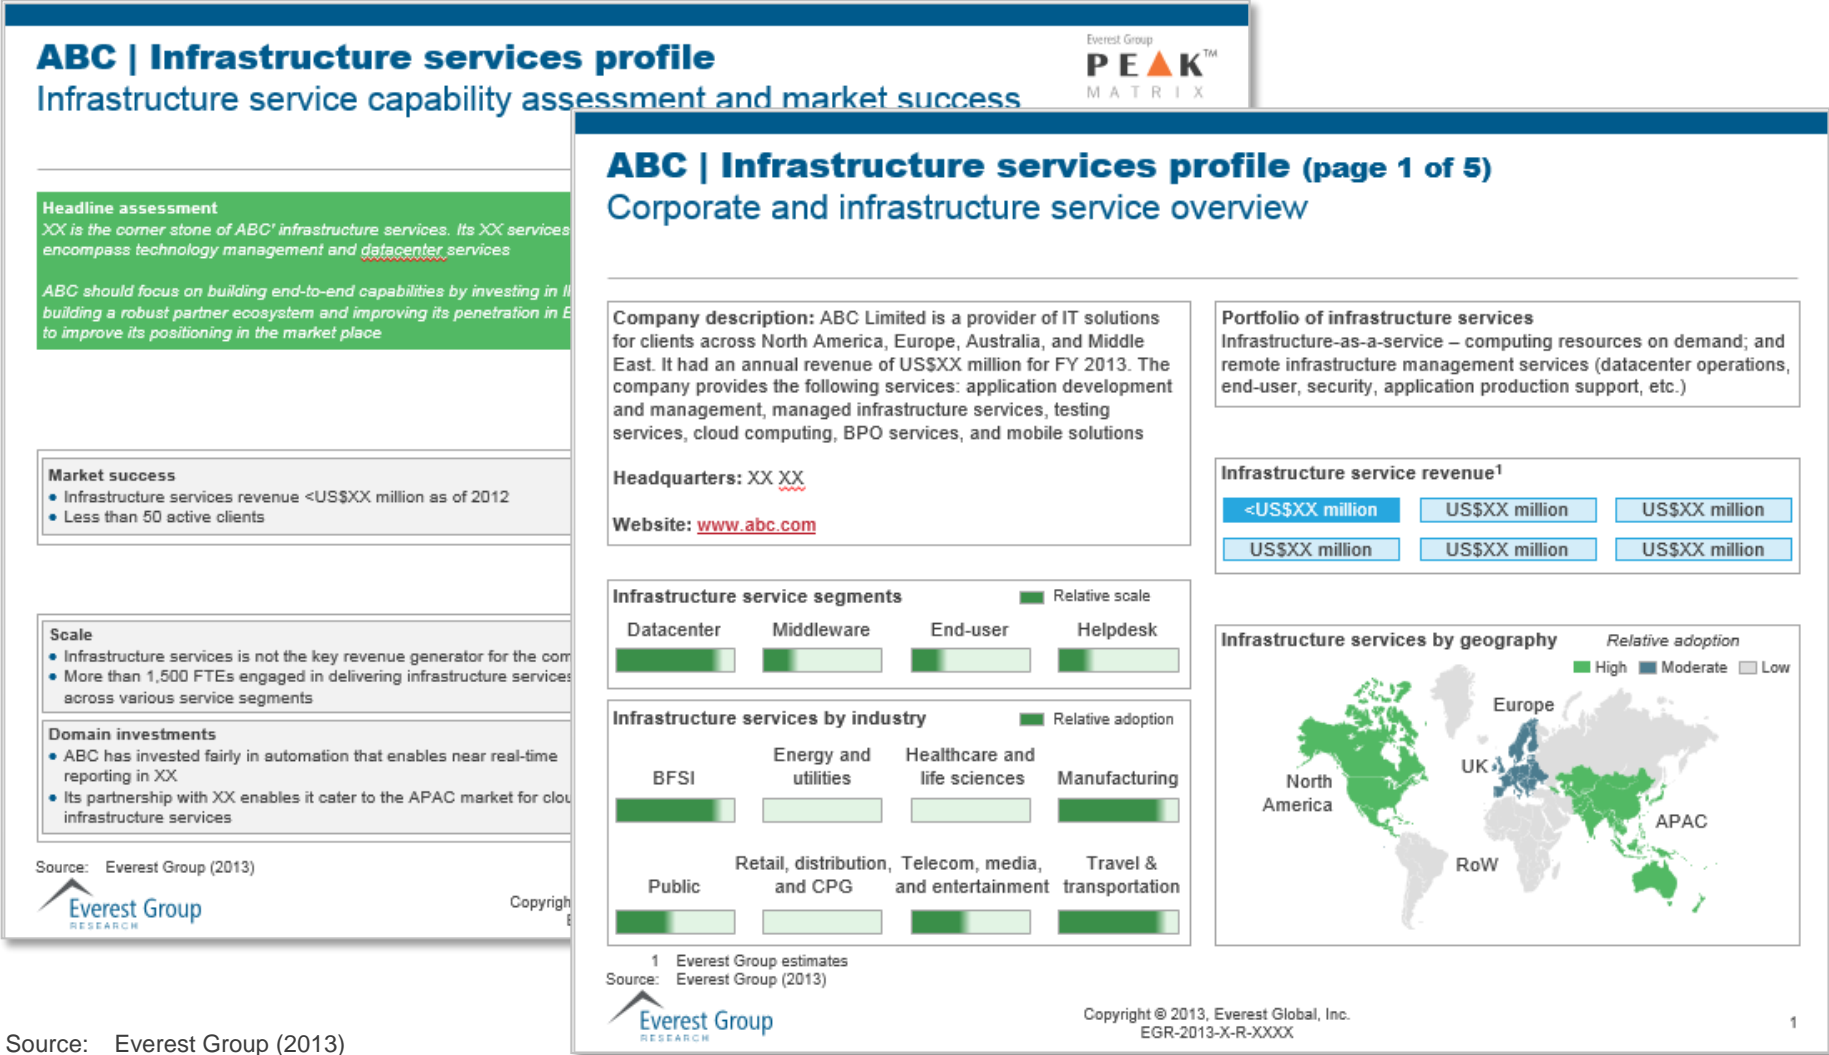 ABC | Infrastructure services profile
Infrastructure service capability assessment and market success
Everest Group
PEAK™
MATRIX
Headline assessment
XX is the corner stone of ABC' infrastructure services. Its XX services
encompass technology management and datacenter services
ABC should focus on building end-to-end capabilities by investing in
building a robust partner ecosystem and improving its penetration in
to improve its positioning in the market place
Market success
• Infrastructure services revenue <US$XX million as of 2012
• Less than 50 active clients
Scale
• Infrastructure services is not the key revenue generator for the com
• More than 1,500 FTEs engaged in delivering infrastructure services
across various service segments
Domain investments
• ABC has invested fairly in automation that enables near real-time
reporting in XX
• Its partnership with XX enables it cater to the APAC market for clou
infrastructure services
Source: Everest Group (2013)
Everest Group
RESEARCH
Copyrigh
ABC | Infrastructure services profile (page 1 of 5)
Corporate and infrastructure service overview
Company description: ABC Limited is a provider of IT solutions
for clients across North America, Europe, Australia, and Middle
East. It had an annual revenue of US$XX million for FY 2013. The
company provides the following services: application development
and management, managed infrastructure services, testing
services, cloud computing, BPO services, and mobile solutions
Headquarters: XX XX
Website: www.abc.com
Infrastructure service segments
Relative scale
Datacenter Middleware End-user Helpdesk
Infrastructure services by industry
Relative adoption
BFSI
Energy and
utilities
Healthcare and
life sciences
Manufacturing
Public
Retail, distribution,
and CPG
Telecom, media,
and entertainment
Travel &
transportation
Portfolio of infrastructure services
Infrastructure-as-a-service – computing resources on demand; and
remote infrastructure management services (datacenter operations,
end-user, security, application production support, etc.)
Infrastructure service revenue1
<US$XX million US$XX million US$XX million
US$XX million US$XX million US$XX million
Infrastructure services by geography
Relative adoption
High Moderate Low
Europe
UK
North
America
APAC
RoW
1 Everest Group estimates
Source: Everest Group (2013)
Everest Group
RESEARCH
Copyright © 2013, Everest Global, Inc.
EGR-2013-X-R-XXXX
1
Source: Everest Group (2013)